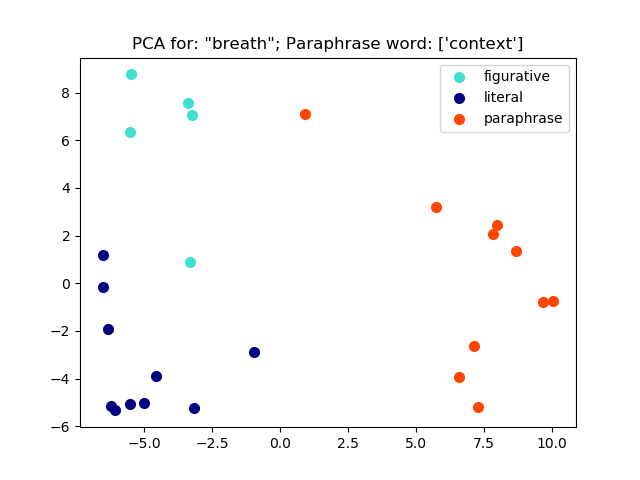 PCA for: "breath"; Paraphrase word: ['context']
figurative
literal
paraphrase
8
6
4
2
0
−2
−4
−6
−5.0 −2.5 0.0 2.5 5.0 7.5 10.0